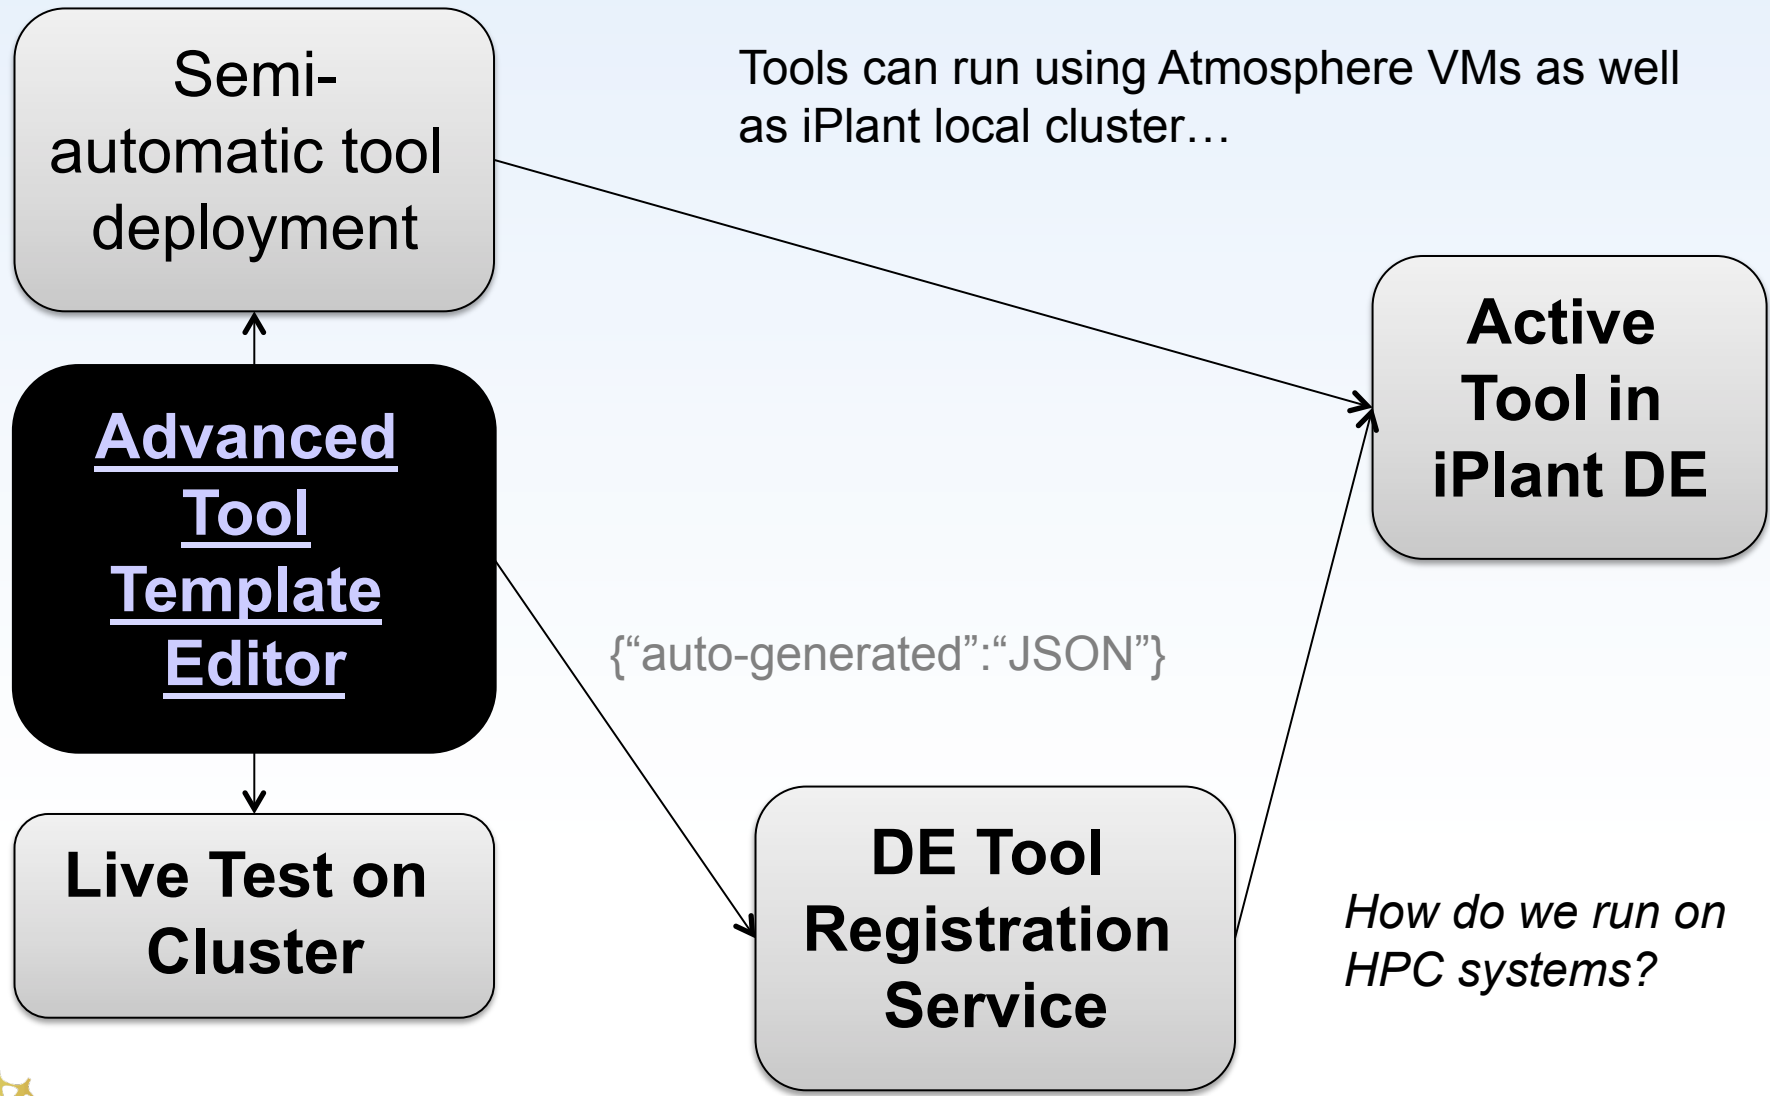 Semi-
automatic tool
deployment
Tools can run using Atmosphere VMs as well
as iPlant local cluster…
Active
Tool in
iPlant DE
Advanced
Tool
Template
Editor
{“auto-generated”:“JSON”}
Live Test on
Cluster
DE Tool
Registration
Service
How do we run on
HPC systems?